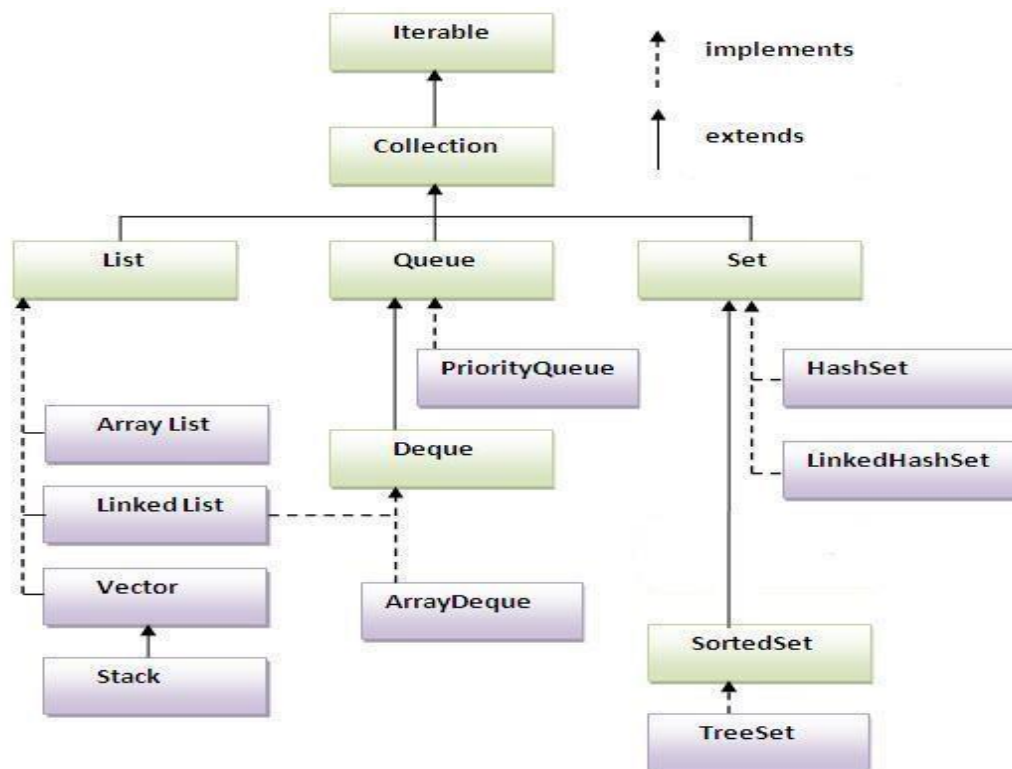 Iterable
implements
Collection
extends
List
Queue
Set
PriorityQueue
HashSet
Array List
Deque
LinkedHashSet
Linked List
Vector
ArrayDeque
SortedSet
Stack
TreeSet